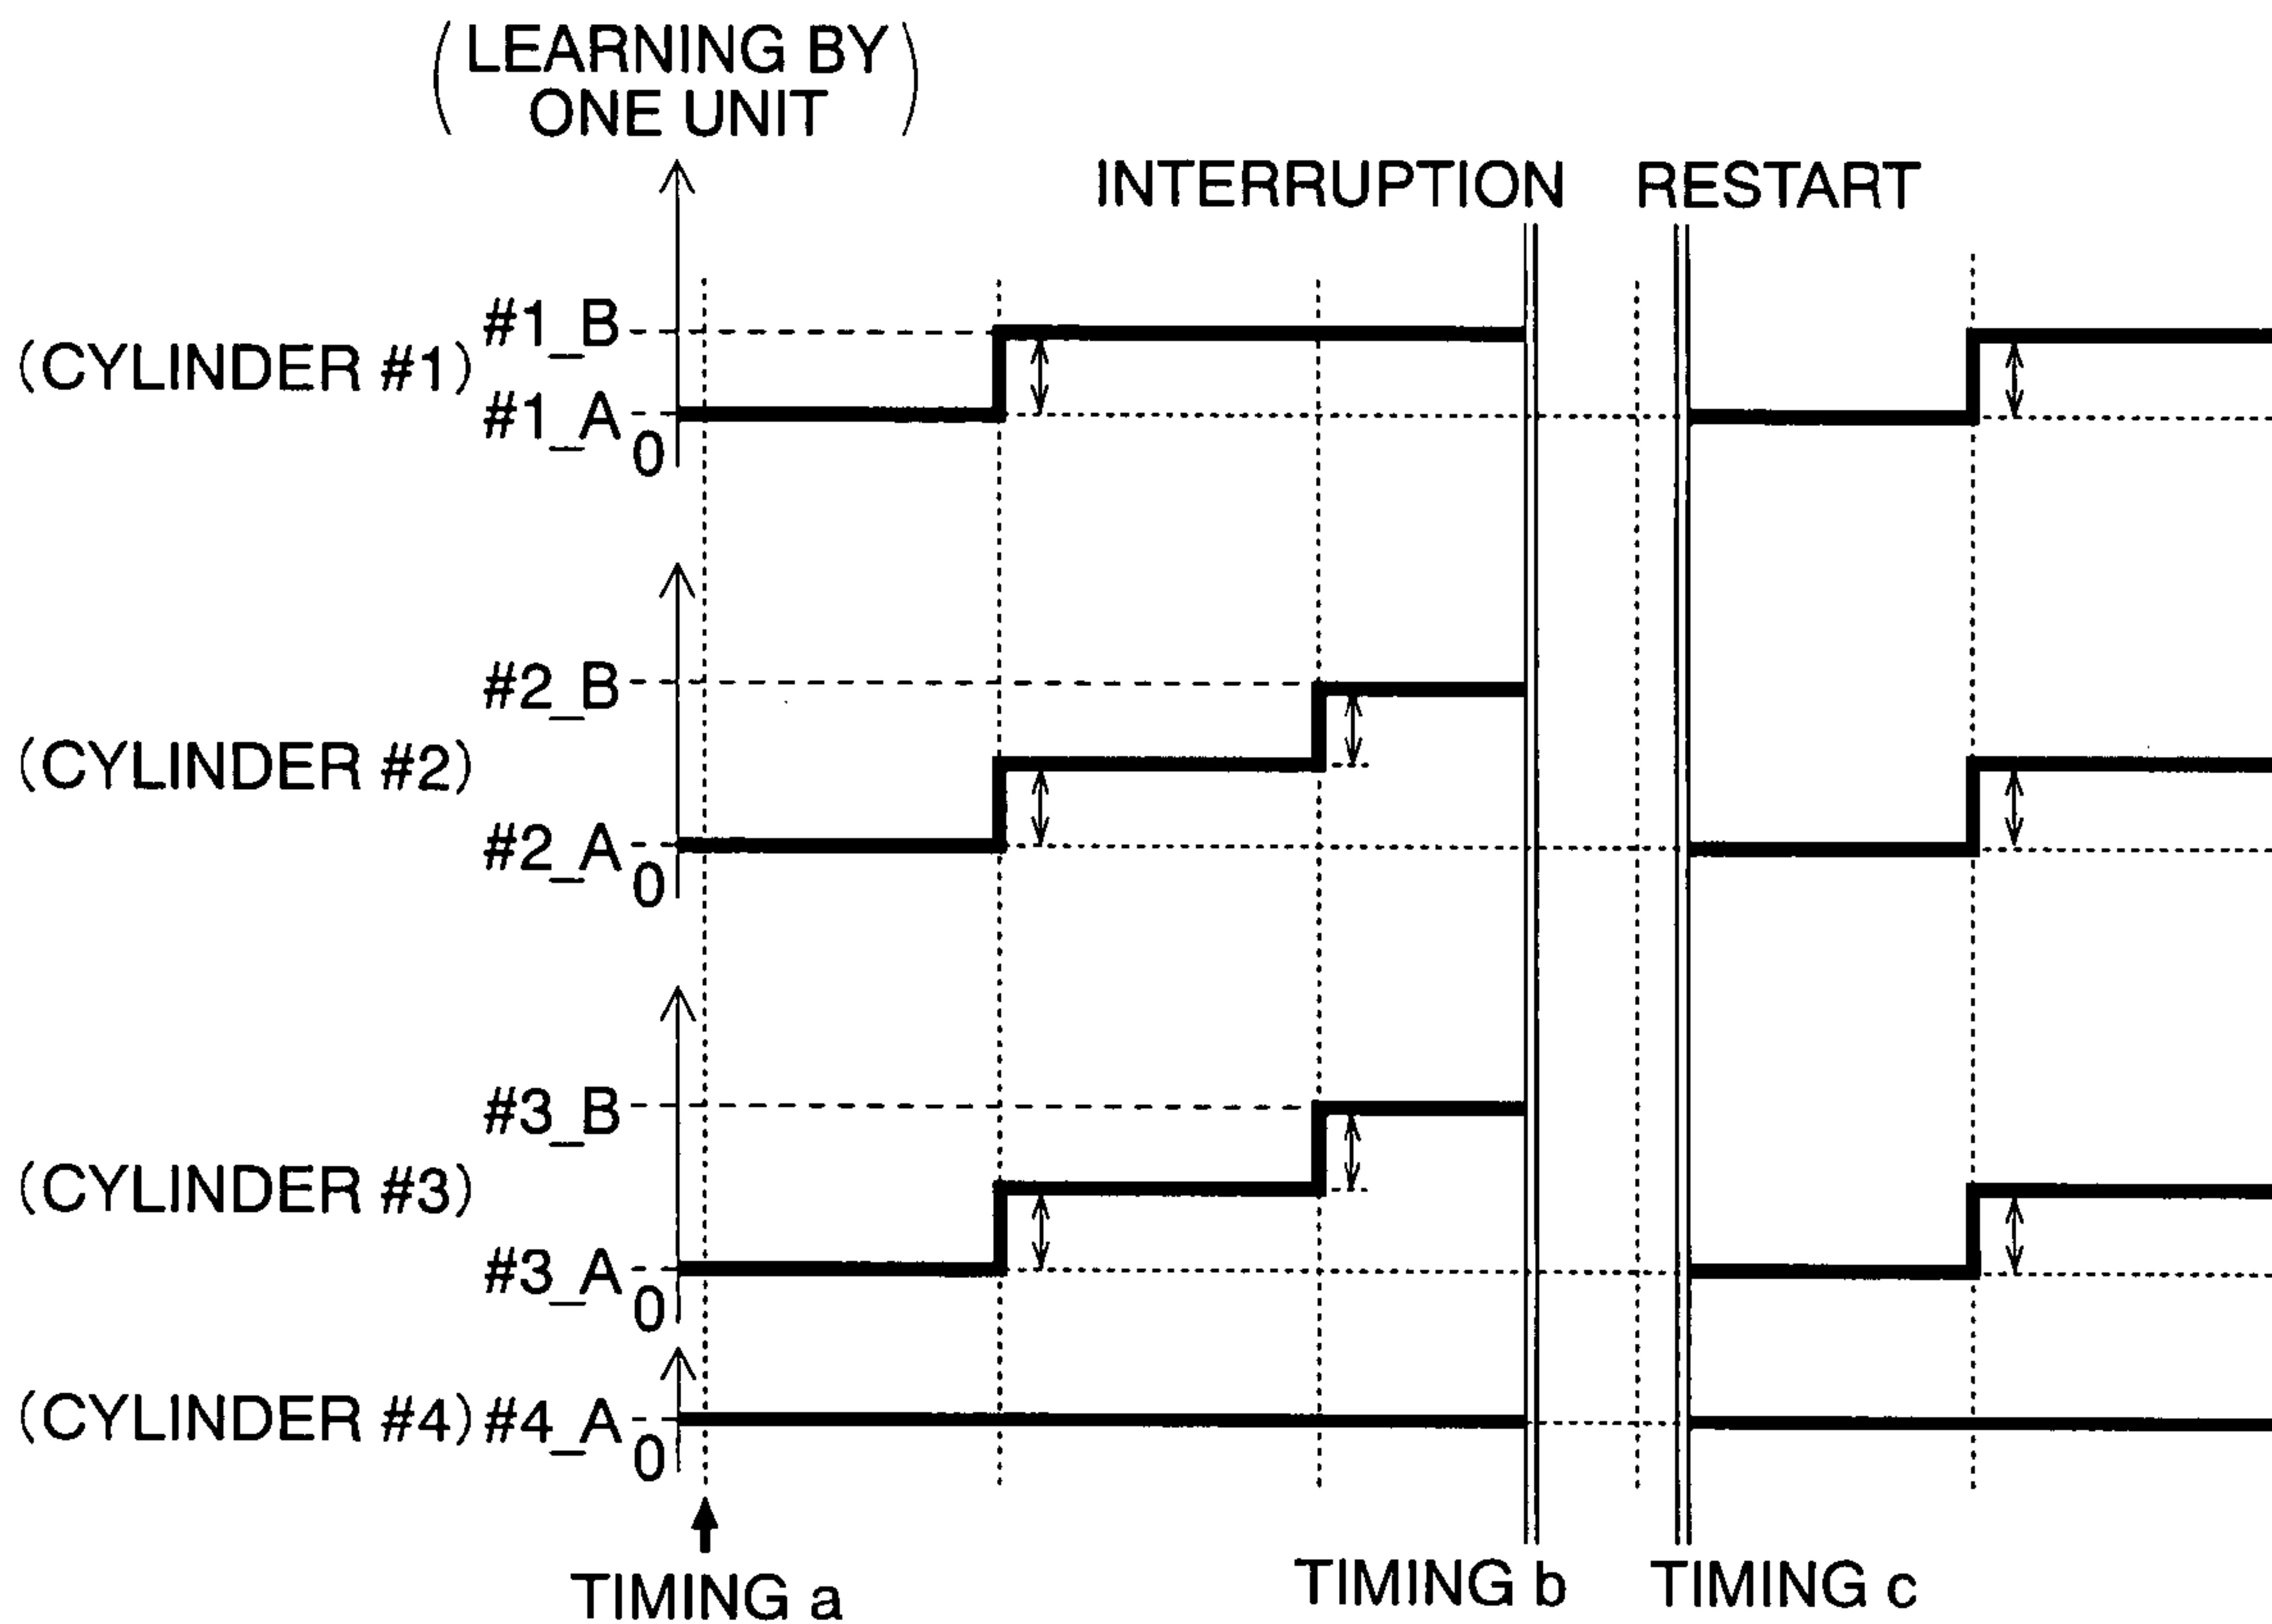 (LEARNING BY
ONE UNIT)
INTERRUPTION RESTART
#1_B
(CYLINDER #1)
#1_A
0
#2_B
(CYLINDER #2)
#2_A
0
#3_B
(CYLINDER #3)
#3_A
0
(CYLINDER #4) #4_A
0
TIMING a TIMING b TIMING c